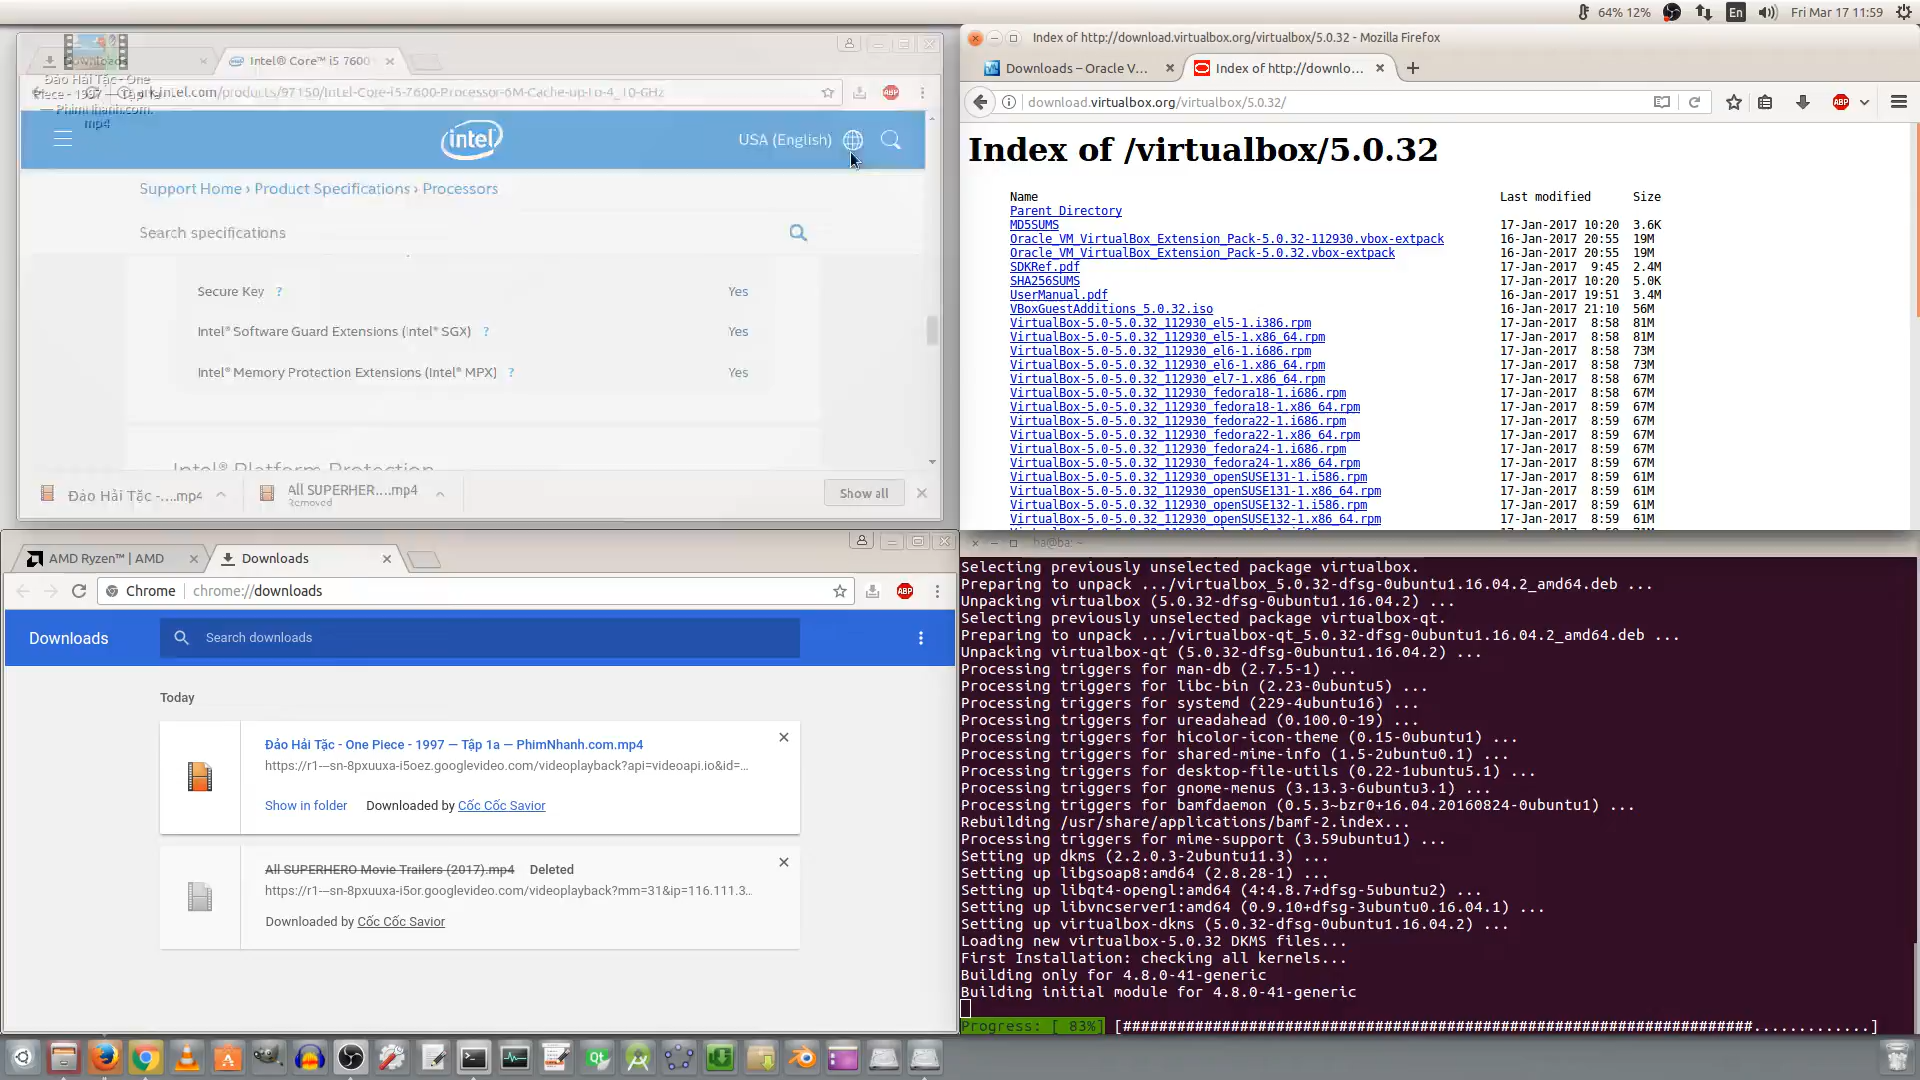 64% 12%
En
Fri Mar 17 11:59
Intel® Core™ i5 7600
Đảo Hải Tặc - One
Piece - 1997 — Tập 1a
— PhimNhanh.com.
mp4
ark.intel.com/products/97150/Intel-Core-i5-7600-Processor-6M-Cache-up-to-4_10-GHz
ABP
intel
USA (English)
Support Home › Product Specifications › Processors
Search specifications
Secure Key ? Yes
Intel® Software Guard Extensions (Intel® SGX) ? Yes
Intel® Memory Protection Extensions (Intel® MPX) ? Yes
Intel® Platform Protection
Đảo Hải Tặc -....mp4
All SUPERHER....mp4
Removed
Show all
Index of http://download.virtualbox.org/virtualbox/5.0.32 - Mozilla Firefox
Downloads – Oracle V...
Index of http://downlo...
download.virtualbox.org/virtualbox/5.0.32/
ABP
Index of /virtualbox/5.0.32
Name Last modified Size
Parent Directory
MD5SUMS 17-Jan-2017 10:20 3.6K
Oracle_VM_VirtualBox_Extension_Pack-5.0.32-112930.vbox-extpack 16-Jan-2017 20:55 19M
Oracle_VM_VirtualBox_Extension_Pack-5.0.32.vbox-extpack 16-Jan-2017 20:55 19M
SDKRef.pdf 17-Jan-2017 9:45 2.4M
SHA256SUMS 17-Jan-2017 10:20 5.0K
UserManual.pdf 16-Jan-2017 19:51 3.4M
VBoxGuestAdditions_5.0.32.iso 16-Jan-2017 21:10 56M
VirtualBox-5.0-5.0.32_112930_el5-1.i386.rpm 17-Jan-2017 8:58 81M
VirtualBox-5.0-5.0.32_112930_el5-1.x86_64.rpm 17-Jan-2017 8:58 81M
VirtualBox-5.0-5.0.32_112930_el6-1.i686.rpm 17-Jan-2017 8:58 73M
VirtualBox-5.0-5.0.32_112930_el6-1.x86_64.rpm 17-Jan-2017 8:58 73M
VirtualBox-5.0-5.0.32_112930_el7-1.x86_64.rpm 17-Jan-2017 8:58 67M
VirtualBox-5.0-5.0.32_112930_fedora18-1.i686.rpm 17-Jan-2017 8:58 67M
VirtualBox-5.0-5.0.32_112930_fedora18-1.x86_64.rpm 17-Jan-2017 8:59 67M
VirtualBox-5.0-5.0.32_112930_fedora22-1.i686.rpm 17-Jan-2017 8:59 67M
VirtualBox-5.0-5.0.32_112930_fedora22-1.x86_64.rpm 17-Jan-2017 8:59 67M
VirtualBox-5.0-5.0.32_112930_fedora24-1.i686.rpm 17-Jan-2017 8:59 67M
VirtualBox-5.0-5.0.32_112930_fedora24-1.x86_64.rpm 17-Jan-2017 8:59 67M
VirtualBox-5.0-5.0.32_112930_openSUSE131-1.i586.rpm 17-Jan-2017 8:59 61M
VirtualBox-5.0-5.0.32_112930_openSUSE131-1.x86_64.rpm 17-Jan-2017 8:59 61M
VirtualBox-5.0-5.0.32_112930_openSUSE132-1.i586.rpm 17-Jan-2017 8:59 61M
VirtualBox-5.0-5.0.32_112930_openSUSE132-1.x86_64.rpm 17-Jan-2017 8:59 61M
AMD Ryzen™ | AMD
Downloads
Chrome chrome://downloads
ABP
Downloads
Search downloads
Today
Đảo Hải Tặc - One Piece - 1997 — Tập 1a — PhimNhanh.com.mp4
https://r1---sn-8pxuuxa-i5oez.googlevideo.com/videoplayback?api=videoapi.io&id=...
Show in folder Downloaded by Cốc Cốc Savior
All SUPERHERO Movie Trailers (2017).mp4 Deleted
https://r1---sn-8pxuuxa-i5or.googlevideo.com/videoplayback?mm=31&ip=116.111.3...
Downloaded by Cốc Cốc Savior
ba@ba: ~
Selecting previously unselected package virtualbox.
Preparing to unpack .../virtualbox_5.0.32-dfsg-0ubuntu1.16.04.2_amd64.deb ...
Unpacking virtualbox (5.0.32-dfsg-0ubuntu1.16.04.2) ...
Selecting previously unselected package virtualbox-qt.
Preparing to unpack .../virtualbox-qt_5.0.32-dfsg-0ubuntu1.16.04.2_amd64.deb ...
Unpacking virtualbox-qt (5.0.32-dfsg-0ubuntu1.16.04.2) ...
Processing triggers for man-db (2.7.5-1) ...
Processing triggers for libc-bin (2.23-0ubuntu5) ...
Processing triggers for systemd (229-4ubuntu16) ...
Processing triggers for ureadahead (0.100.0-19) ...
Processing triggers for hicolor-icon-theme (0.15-0ubuntu1) ...
Processing triggers for shared-mime-info (1.5-2ubuntu0.1) ...
Processing triggers for desktop-file-utils (0.22-1ubuntu5.1) ...
Processing triggers for gnome-menus (3.13.3-6ubuntu3.1) ...
Processing triggers for bamfdaemon (0.5.3~bzr0+16.04.20160824-0ubuntu1) ...
Rebuilding /usr/share/applications/bamf-2.index...
Processing triggers for mime-support (3.59ubuntu1) ...
Setting up dkms (2.2.0.3-2ubuntu11.3) ...
Setting up libgsoap8:amd64 (2.8.28-1) ...
Setting up libqt4-opengl:amd64 (4:4.8.7+dfsg-5ubuntu2) ...
Setting up libvncserver1:amd64 (0.9.10+dfsg-3ubuntu0.16.04.1) ...
Setting up virtualbox-dkms (5.0.32-dfsg-0ubuntu1.16.04.2) ...
Loading new virtualbox-5.0.32 DKMS files...
First Installation: checking all kernels...
Building only for 4.8.0-41-generic
Building initial module for 4.8.0-41-generic
Progress: [ 83%] [######################################################################.............]